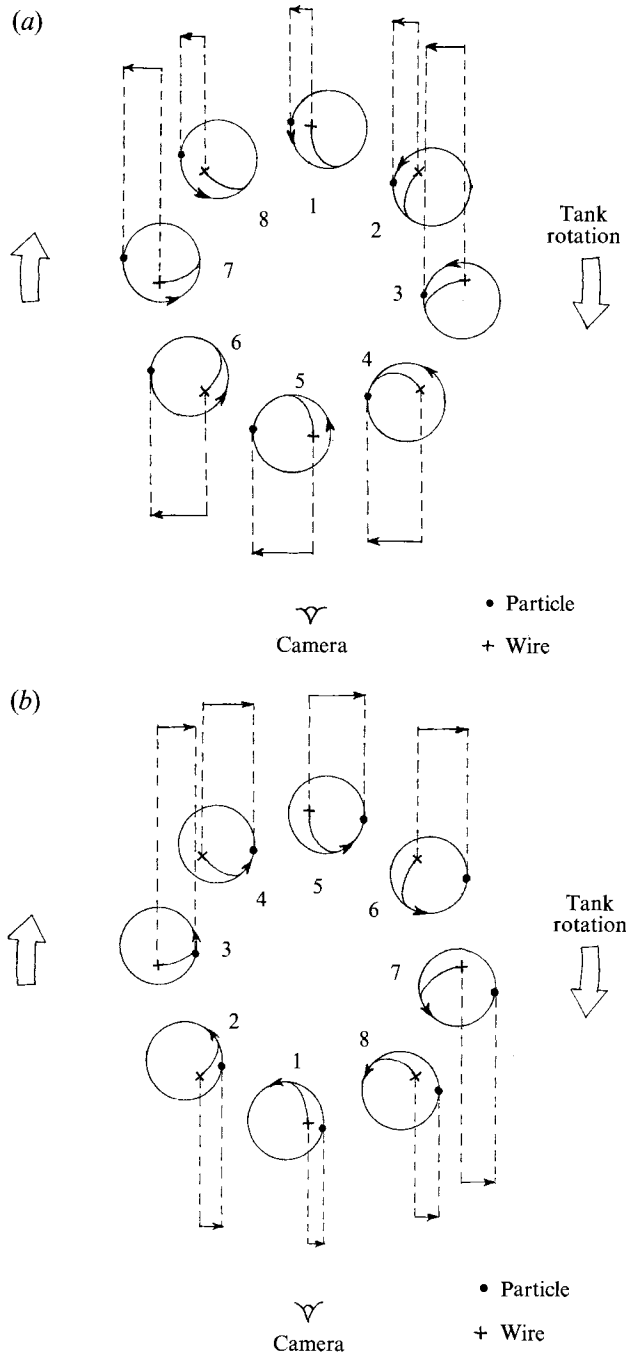 (a)
1
2
3
4
5
6
7
8
Tank
rotation
• Particle
+ Wire
Camera
(b)
4
5
6
3
7
2
1
8
Tank
rotation
• Particle
+ Wire
Camera